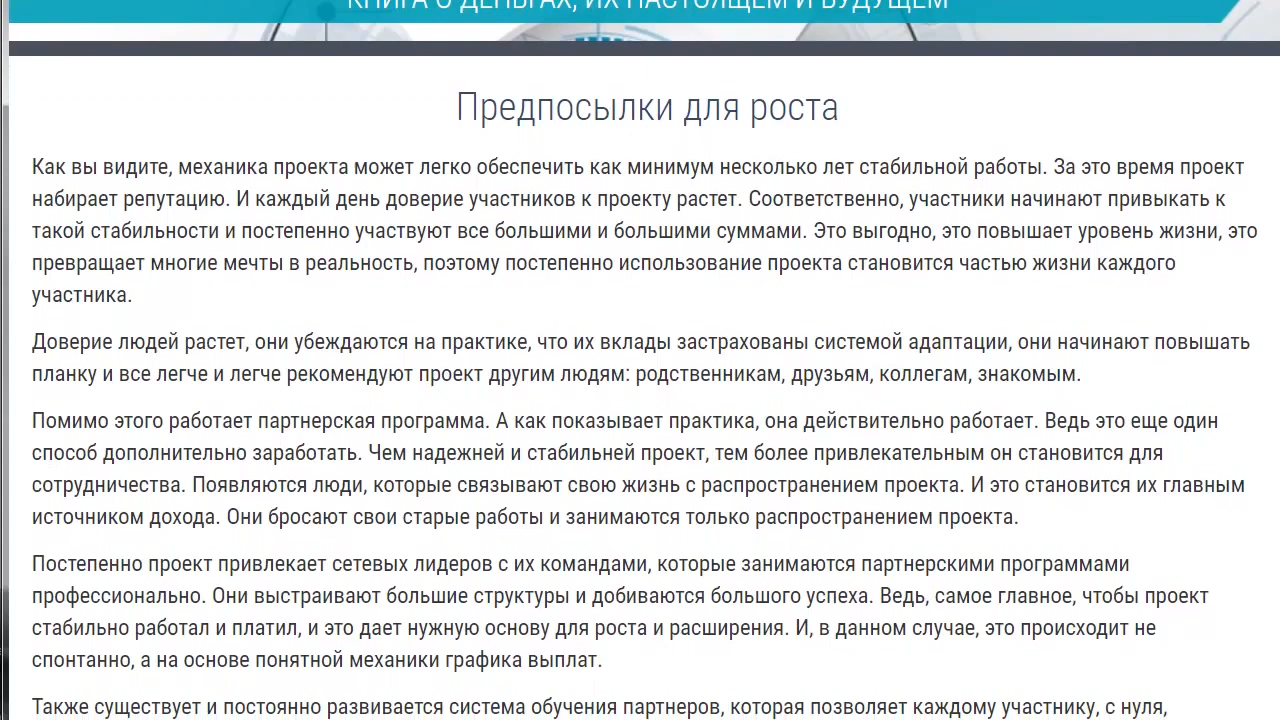 КНИГА О ДЕНЬГАХ, ИХ НАСТОЯЩЕМ И БУДУЩЕМ
Предпосылки для роста
Как вы видите, механика проекта может легко обеспечить как минимум несколько лет стабильной работы. За это время проект
набирает репутацию. И каждый день доверие участников к проекту растет. Соответственно, участники начинают привыкать к
такой стабильности и постепенно участвуют все большими и большими суммами. Это выгодно, это повышает уровень жизни, это
превращает многие мечты в реальность, поэтому постепенно использование проекта становится частью жизни каждого
участника.
Доверие людей растет, они убеждаются на практике, что их вклады застрахованы системой адаптации, они начинают повышать
планку и все легче и легче рекомендуют проект другим людям: родственникам, друзьям, коллегам, знакомым.
Помимо этого работает партнерская программа. А как показывает практика, она действительно работает. Ведь это еще один
способ дополнительно заработать. Чем надежней и стабильней проект, тем более привлекательным он становится для
сотрудничества. Появляются люди, которые связывают свою жизнь с распространением проекта. И это становится их главным
источником дохода. Они бросают свои старые работы и занимаются только распространением проекта.
Постепенно проект привлекает сетевых лидеров с их командами, которые занимаются партнерскими программами
профессионально. Они выстраивают большие структуры и добиваются большого успеха. Ведь, самое главное, чтобы проект
стабильно работал и платил, и это дает нужную основу для роста и расширения. И, в данном случае, это происходит не
спонтанно, а на основе понятной механики графика выплат.
Также существует и постоянно развивается система обучения партнеров, которая позволяет каждому участнику, с нуля,